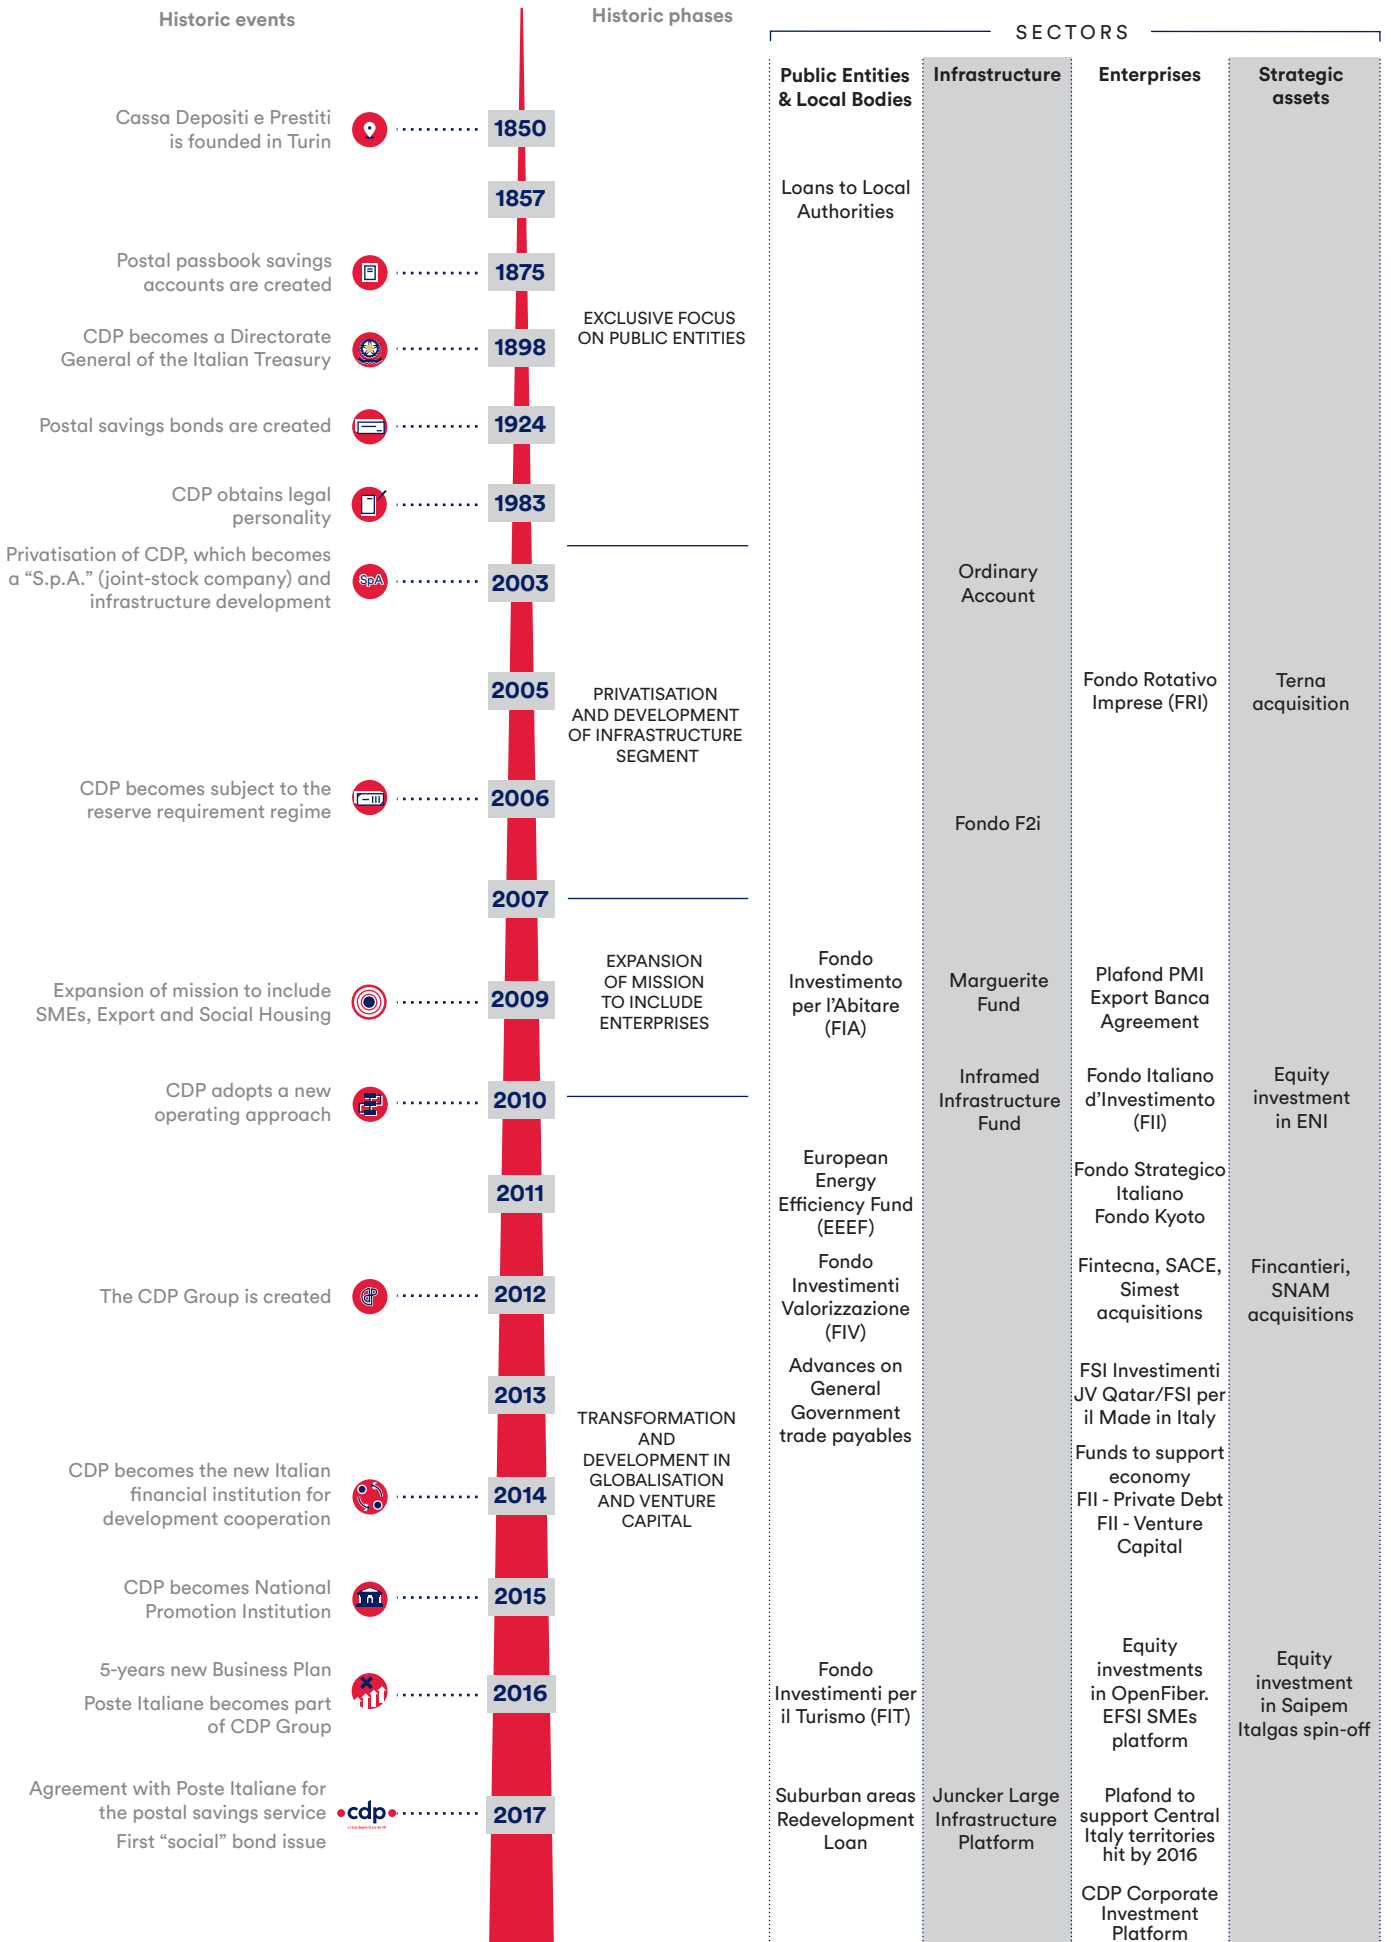 Historic events
Historic phases
SECTORS
Public Entities
& Local Bodies
Infrastructure
Enterprises
Strategic
assets
Cassa Depositi e Prestiti
is founded in Turin
1850
1857
Loans to Local
Authorities
Postal passbook savings
accounts are created
1875
EXCLUSIVE FOCUS
ON PUBLIC ENTITIES
CDP becomes a Directorate
General of the Italian Treasury
1898
Postal savings bonds are created
1924
CDP obtains legal
personality
1983
Privatisation of CDP, which becomes
a “S.p.A.” (joint-stock company) and
infrastructure development
SpA
2003
Ordinary
Account
2005
PRIVATISATION
AND DEVELOPMENT
OF INFRASTRUCTURE
SEGMENT
Fondo Rotativo
Imprese (FRI)
Terna
acquisition
CDP becomes subject to the
reserve requirement regime
2006
Fondo F2i
2007
Expansion of mission to include
SMEs, Export and Social Housing
2009
EXPANSION
OF MISSION
TO INCLUDE
ENTERPRISES
Fondo
Investimento
per l’Abitare
(FIA)
Marguerite
Fund
Plafond PMI
Export Banca
Agreement
CDP adopts a new
operating approach
2010
Inframed
Infrastructure
Fund
Fondo Italiano
d’Investimento
(FII)
Equity
investment
in ENI
2011
European
Energy
Efficiency Fund
(EEEF)
Fondo Strategico
Italiano
Fondo Kyoto
The CDP Group is created
2012
Fondo
Investimenti
Valorizzazione
(FIV)
Fintecna, SACE,
Simest
acquisitions
Fincantieri,
SNAM
acquisitions
2013
Advances on
General
Government
trade payables
FSI Investimenti
JV Qatar/FSI per
il Made in Italy
TRANSFORMATION
AND
DEVELOPMENT IN
GLOBALISATION
AND VENTURE
CAPITAL
CDP becomes the new Italian
financial institution for
development cooperation
2014
Funds to support
economy
FII - Private Debt
FII - Venture
Capital
CDP becomes National
Promotion Institution
2015
5-years new Business Plan
Poste Italiane becomes part
of CDP Group
2016
Fondo
Investimenti per
il Turismo (FIT)
Equity
investments
in OpenFiber.
EFSI SMEs
platform
Equity
investment
in Saipem
Italgas spin-off
Agreement with Poste Italiane for
the postal savings service
First “social” bond issue
cdp
2017
Suburban areas
Redevelopment
Loan
Juncker Large
Infrastructure
Platform
Plafond to
support Central
Italy territories
hit by 2016
CDP Corporate
Investment
Platform